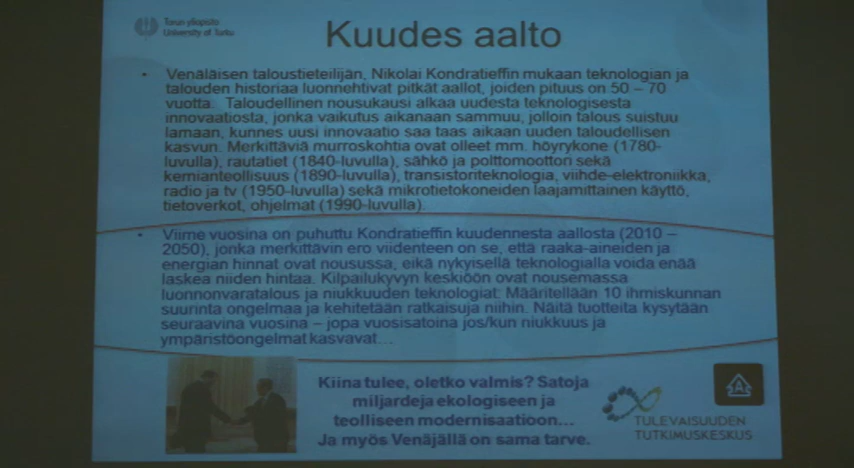 Turun yliopisto
University of Turku
Kuudes aalto
• Venäläisen taloustieteilijän, Nikolai Kondratieffin mukaan teknologian ja
talouden historiaa luonnehtivat pitkät aallot, joiden pituus on 50 – 70
vuotta. Taloudellinen nousukausi alkaa uudesta teknologisesta
innovaatiosta, jonka vaikutus aikanaan sammuu, jolloin talous suistuu
lamaan, kunnes uusi innovaatio saa taas aikaan uuden taloudellisen
kasvun. Merkittäviä murroskohtia ovat olleet mm. höyrykone (1780-
luvulla), rautatiet (1840-luvulla), sähkö ja polttomoottori sekä
kemianteollisuus (1890-luvulla), transistoriteknologia, viihde-elektroniikka,
radio ja tv (1950-luvulla) sekä mikrotietokoneiden laajamittainen käyttö,
tietoverkot, ohjelmat (1990-luvulla).
• Viime vuosina on puhuttu Kondratieffin kuudennesta aallosta (2010 –
2050), jonka merkittävin ero viidenteen on se, että raaka-aineiden ja
energian hinnat ovat nousussa, eikä nykyisellä teknologialla voida enää
laskea niiden hintaa. Kilpailukyvyn keskiöön ovat nousemassa
luonnonvaratalous ja niukkuuden teknologiat: Määritellään 10 ihmiskunnan
suurinta ongelmaa ja kehitetään ratkaisuja niihin. Näitä tuotteita kysytään
seuraavina vuosina – jopa vuosisatoina jos/kun niukkuus ja
ympäristöongelmat kasvavat…
Kiina tulee, oletko valmis? Satoja
miljardeja ekologiseen ja
teolliseen modernisaatioon…
Ja myös Venäjällä on sama tarve.
TULEVAISUUDEN
TUTKIMUSKESKUS